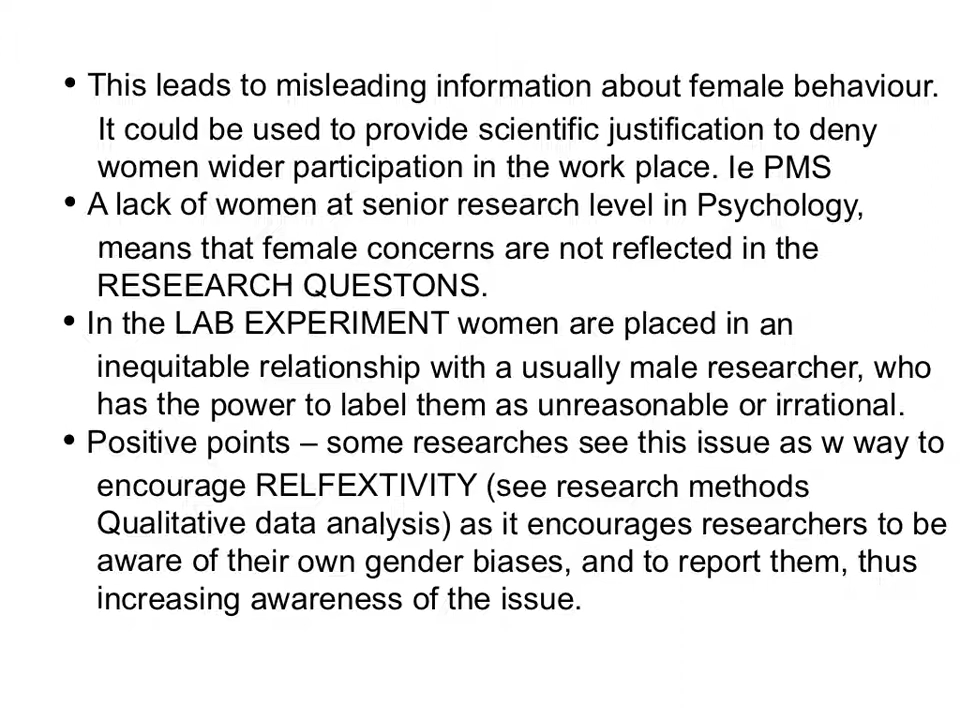 • This leads to misleading information about female behaviour.
It could be used to provide scientific justification to deny
women wider participation in the work place. Ie PMS
• A lack of women at senior research level in Psychology,
means that female concerns are not reflected in the
RESEEARCH QUESTONS.
• In the LAB EXPERIMENT women are placed in an
inequitable relationship with a usually male researcher, who
has the power to label them as unreasonable or irrational.
• Positive points – some researches see this issue as w way to
encourage RELFEXTIVITY (see research methods
Qualitative data analysis) as it encourages researchers to be
aware of their own gender biases, and to report them, thus
increasing awareness of the issue.